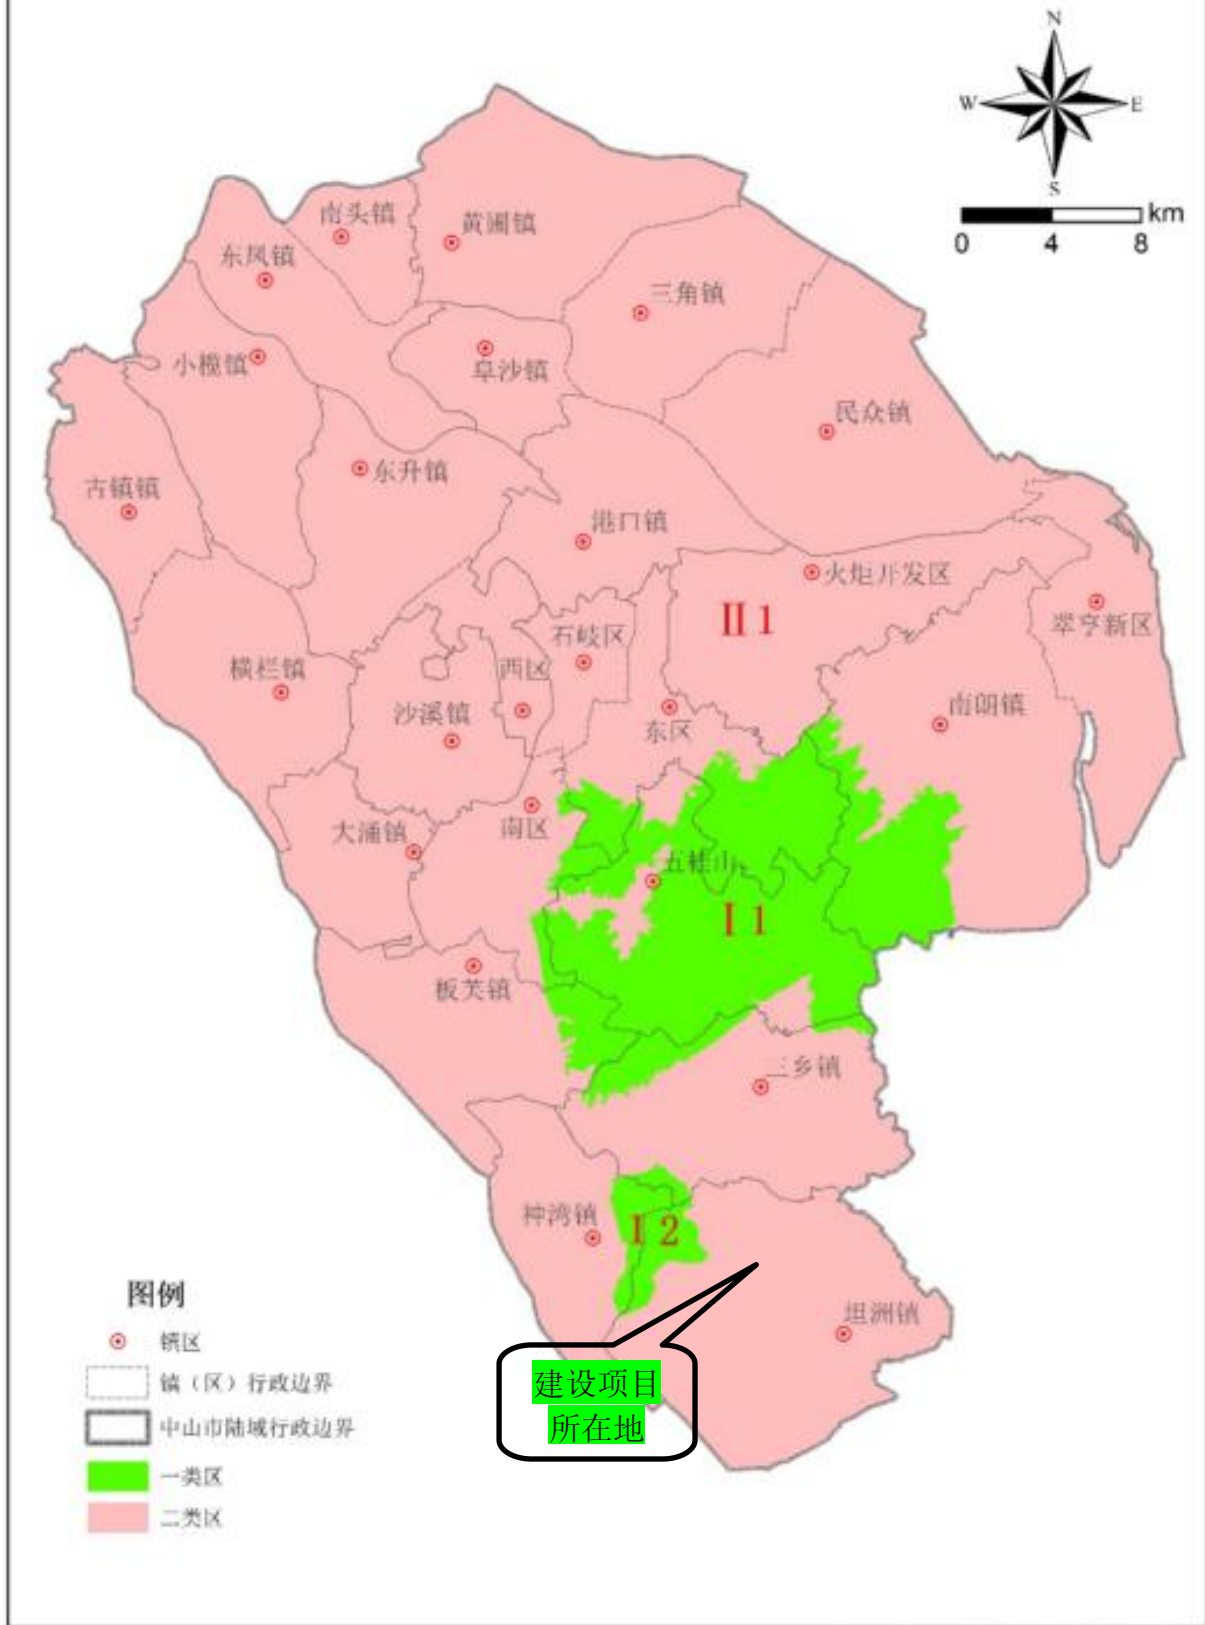 N
W
E
S
km
0
4
8
南头镇
黄圃镇
东凤镇
三角镇
小榄镇
阜沙镇
民众镇
东升镇
古镇镇
港口镇
火炬开发区
II 1
翠亨新区
石岐区
横栏镇
西区
沙溪镇
南朗镇
东区
大涌镇
南区
五桂山
I 1
板芙镇
三乡镇
神湾镇
I 2
坦洲镇
建设项目
所在地
图例
镇区
镇（区）行政边界
中山市陆域行政边界
一类区
二类区